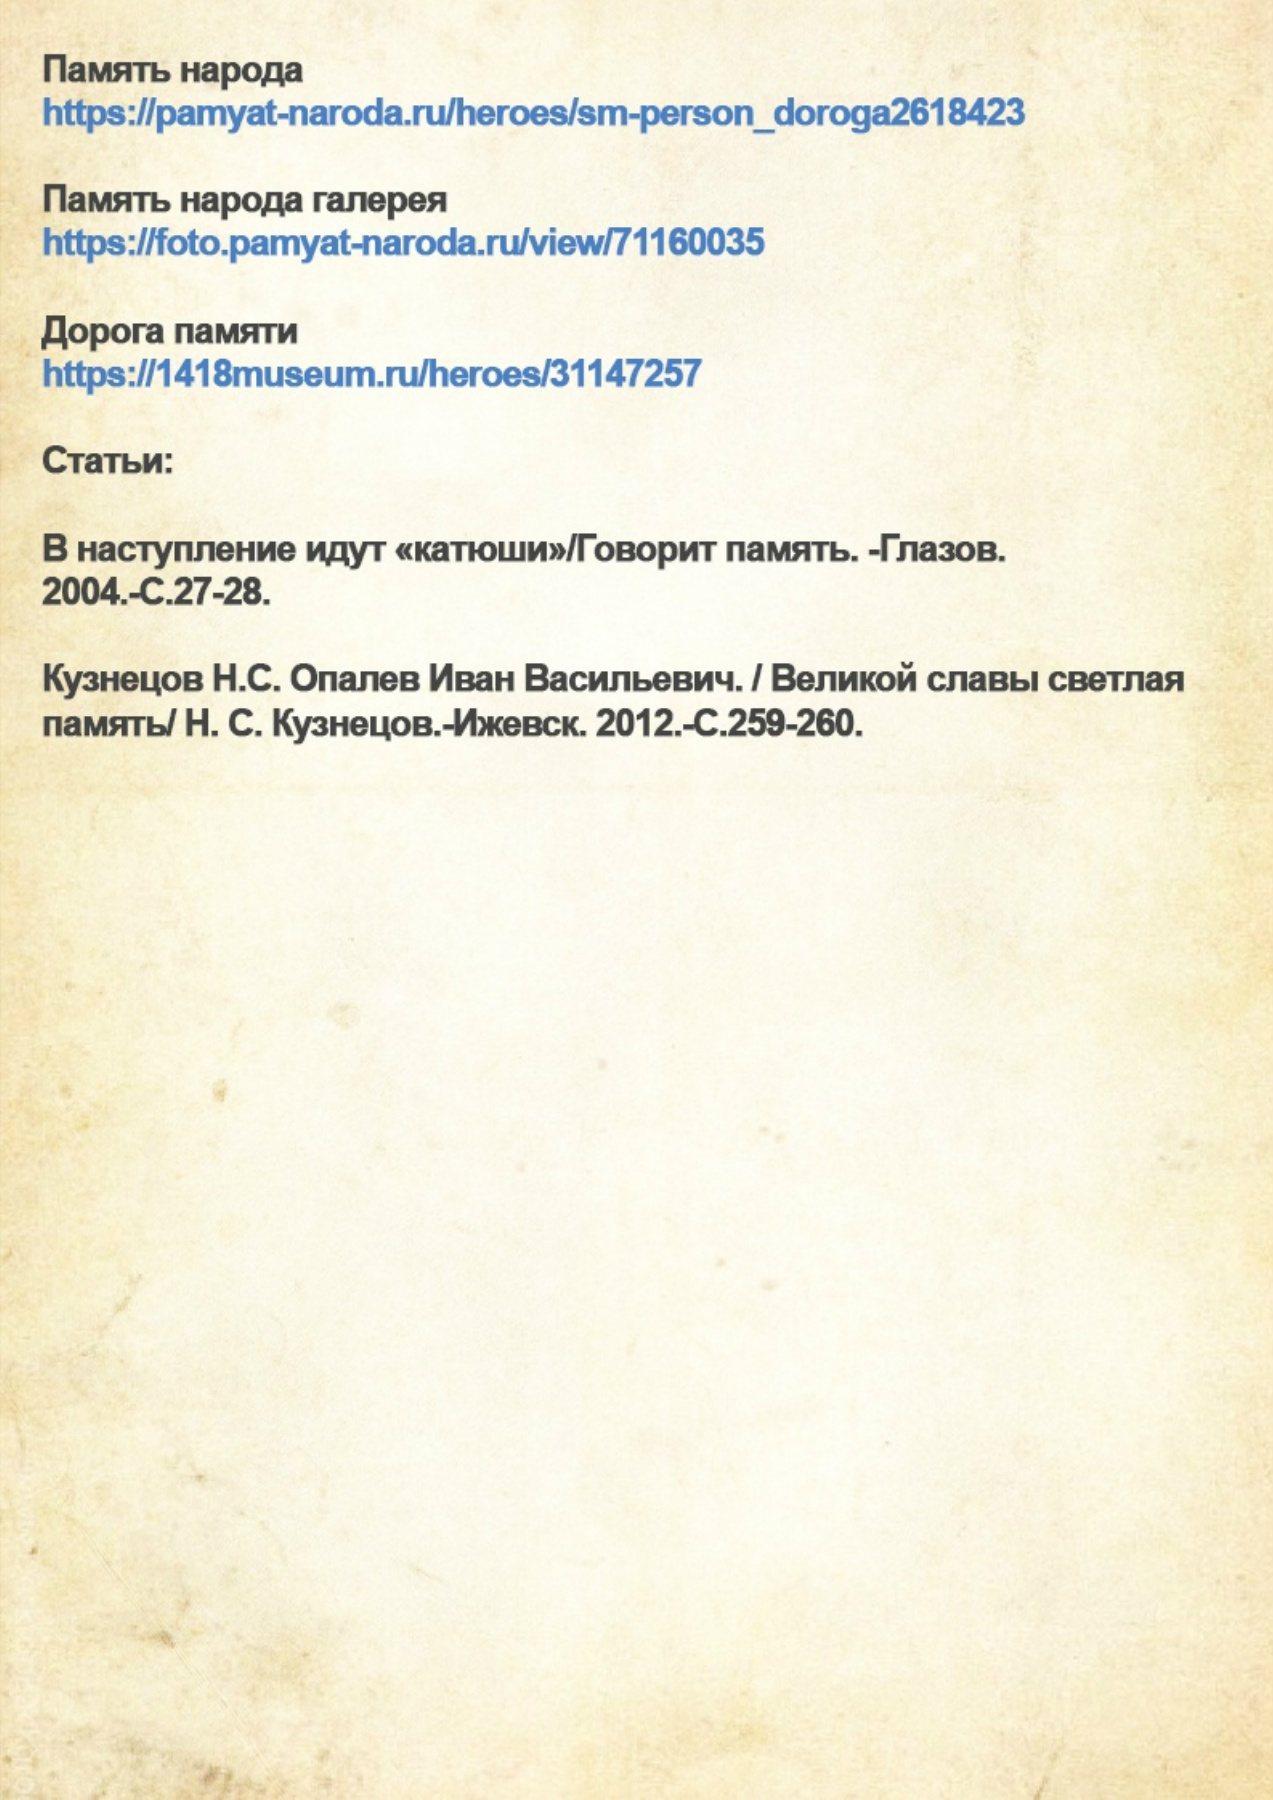 Память народа
https://pamyat-naroda.ru/heroes/sm-person_doroga2618423
Память народа галерея
https://foto.pamyat-naroda.ru/view/71160035
Дорога памяти
https://1418museum.ru/heroes/31147257
Статьи:
В наступление идут «катюши»/Говорит память. -Глазов.
2004.-С.27-28.
Кузнецов Н.С. Опалев Иван Васильевич. / Великой славы светлая
память/ Н. С. Кузнецов.-Ижевск. 2012.-С.259-260.